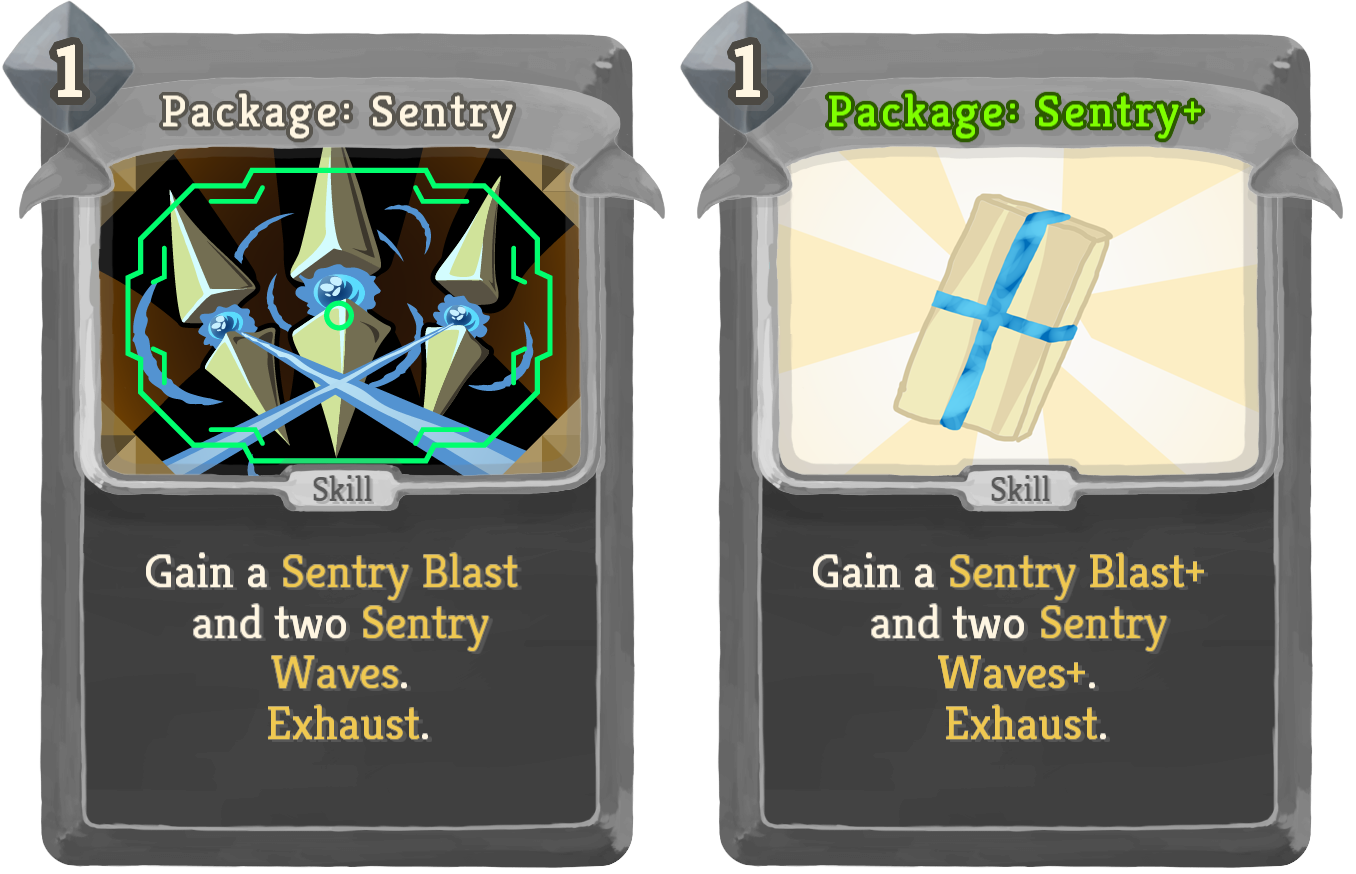 1
Package: Sentry
Skill
Gain a Sentry Blast
and two Sentry
Waves.
Exhaust.
1
Package: Sentry+
Skill
Gain a Sentry Blast+
and two Sentry
Waves+.
Exhaust.